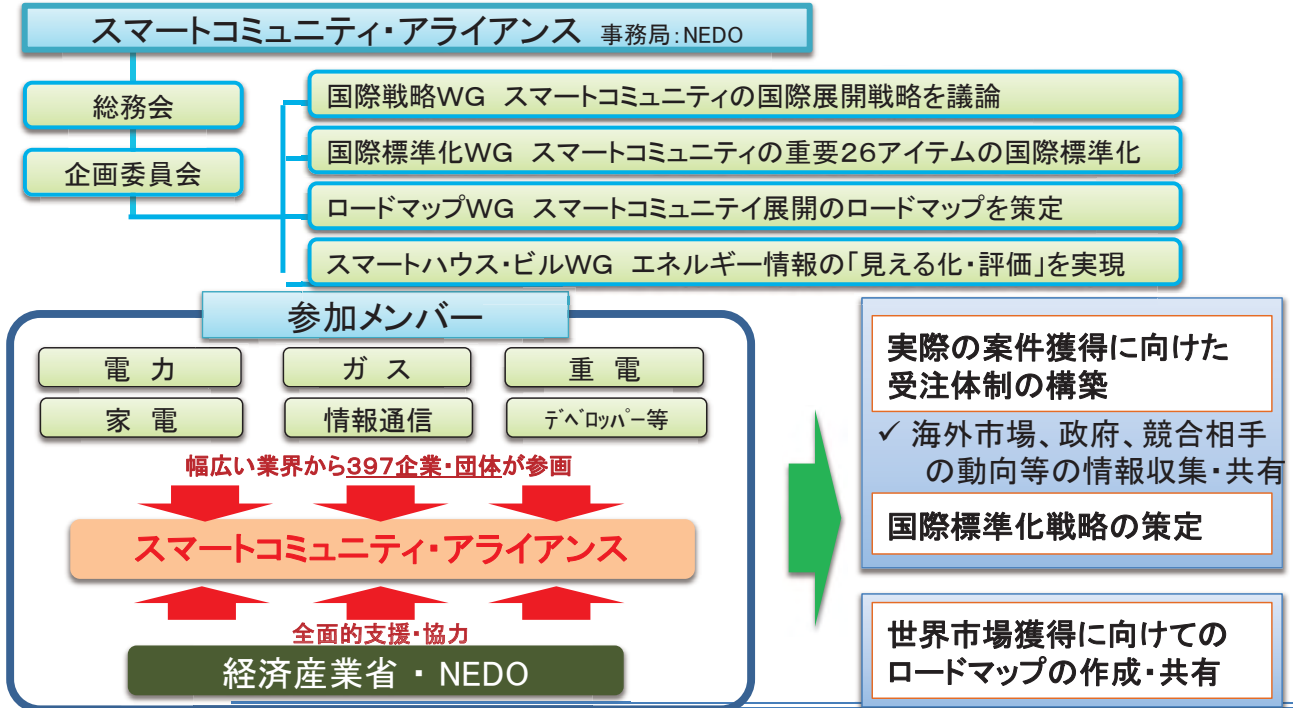 スマートコミュニティ・アライアンス 事務局:NEDO
総務会
企画委員会
国際戦略WG スマートコミュニティの国際展開戦略を議論
国際標準化WG スマートコミュニティの重要26アイテムの国際標準化
ロードマップWG スマートコミュニテイ展開のロードマップを策定
スマートハウス・ビルWG エネルギー情報の「見える化・評価」を実現
参加メンバー
電 力
ガ ス
重 電
家 電
情報通信
ﾃﾞﾍﾞﾛｯﾊﾟｰ等
幅広い業界から397企業・団体が参画
スマートコミュニティ・アライアンス
全面的支援・協力
経済産業省 ・ NEDO
実際の案件獲得に向けた
受注体制の構築
✓ 海外市場、政府、競合相手
の動向等の情報収集・共有
国際標準化戦略の策定
世界市場獲得に向けての
ロードマップの作成・共有